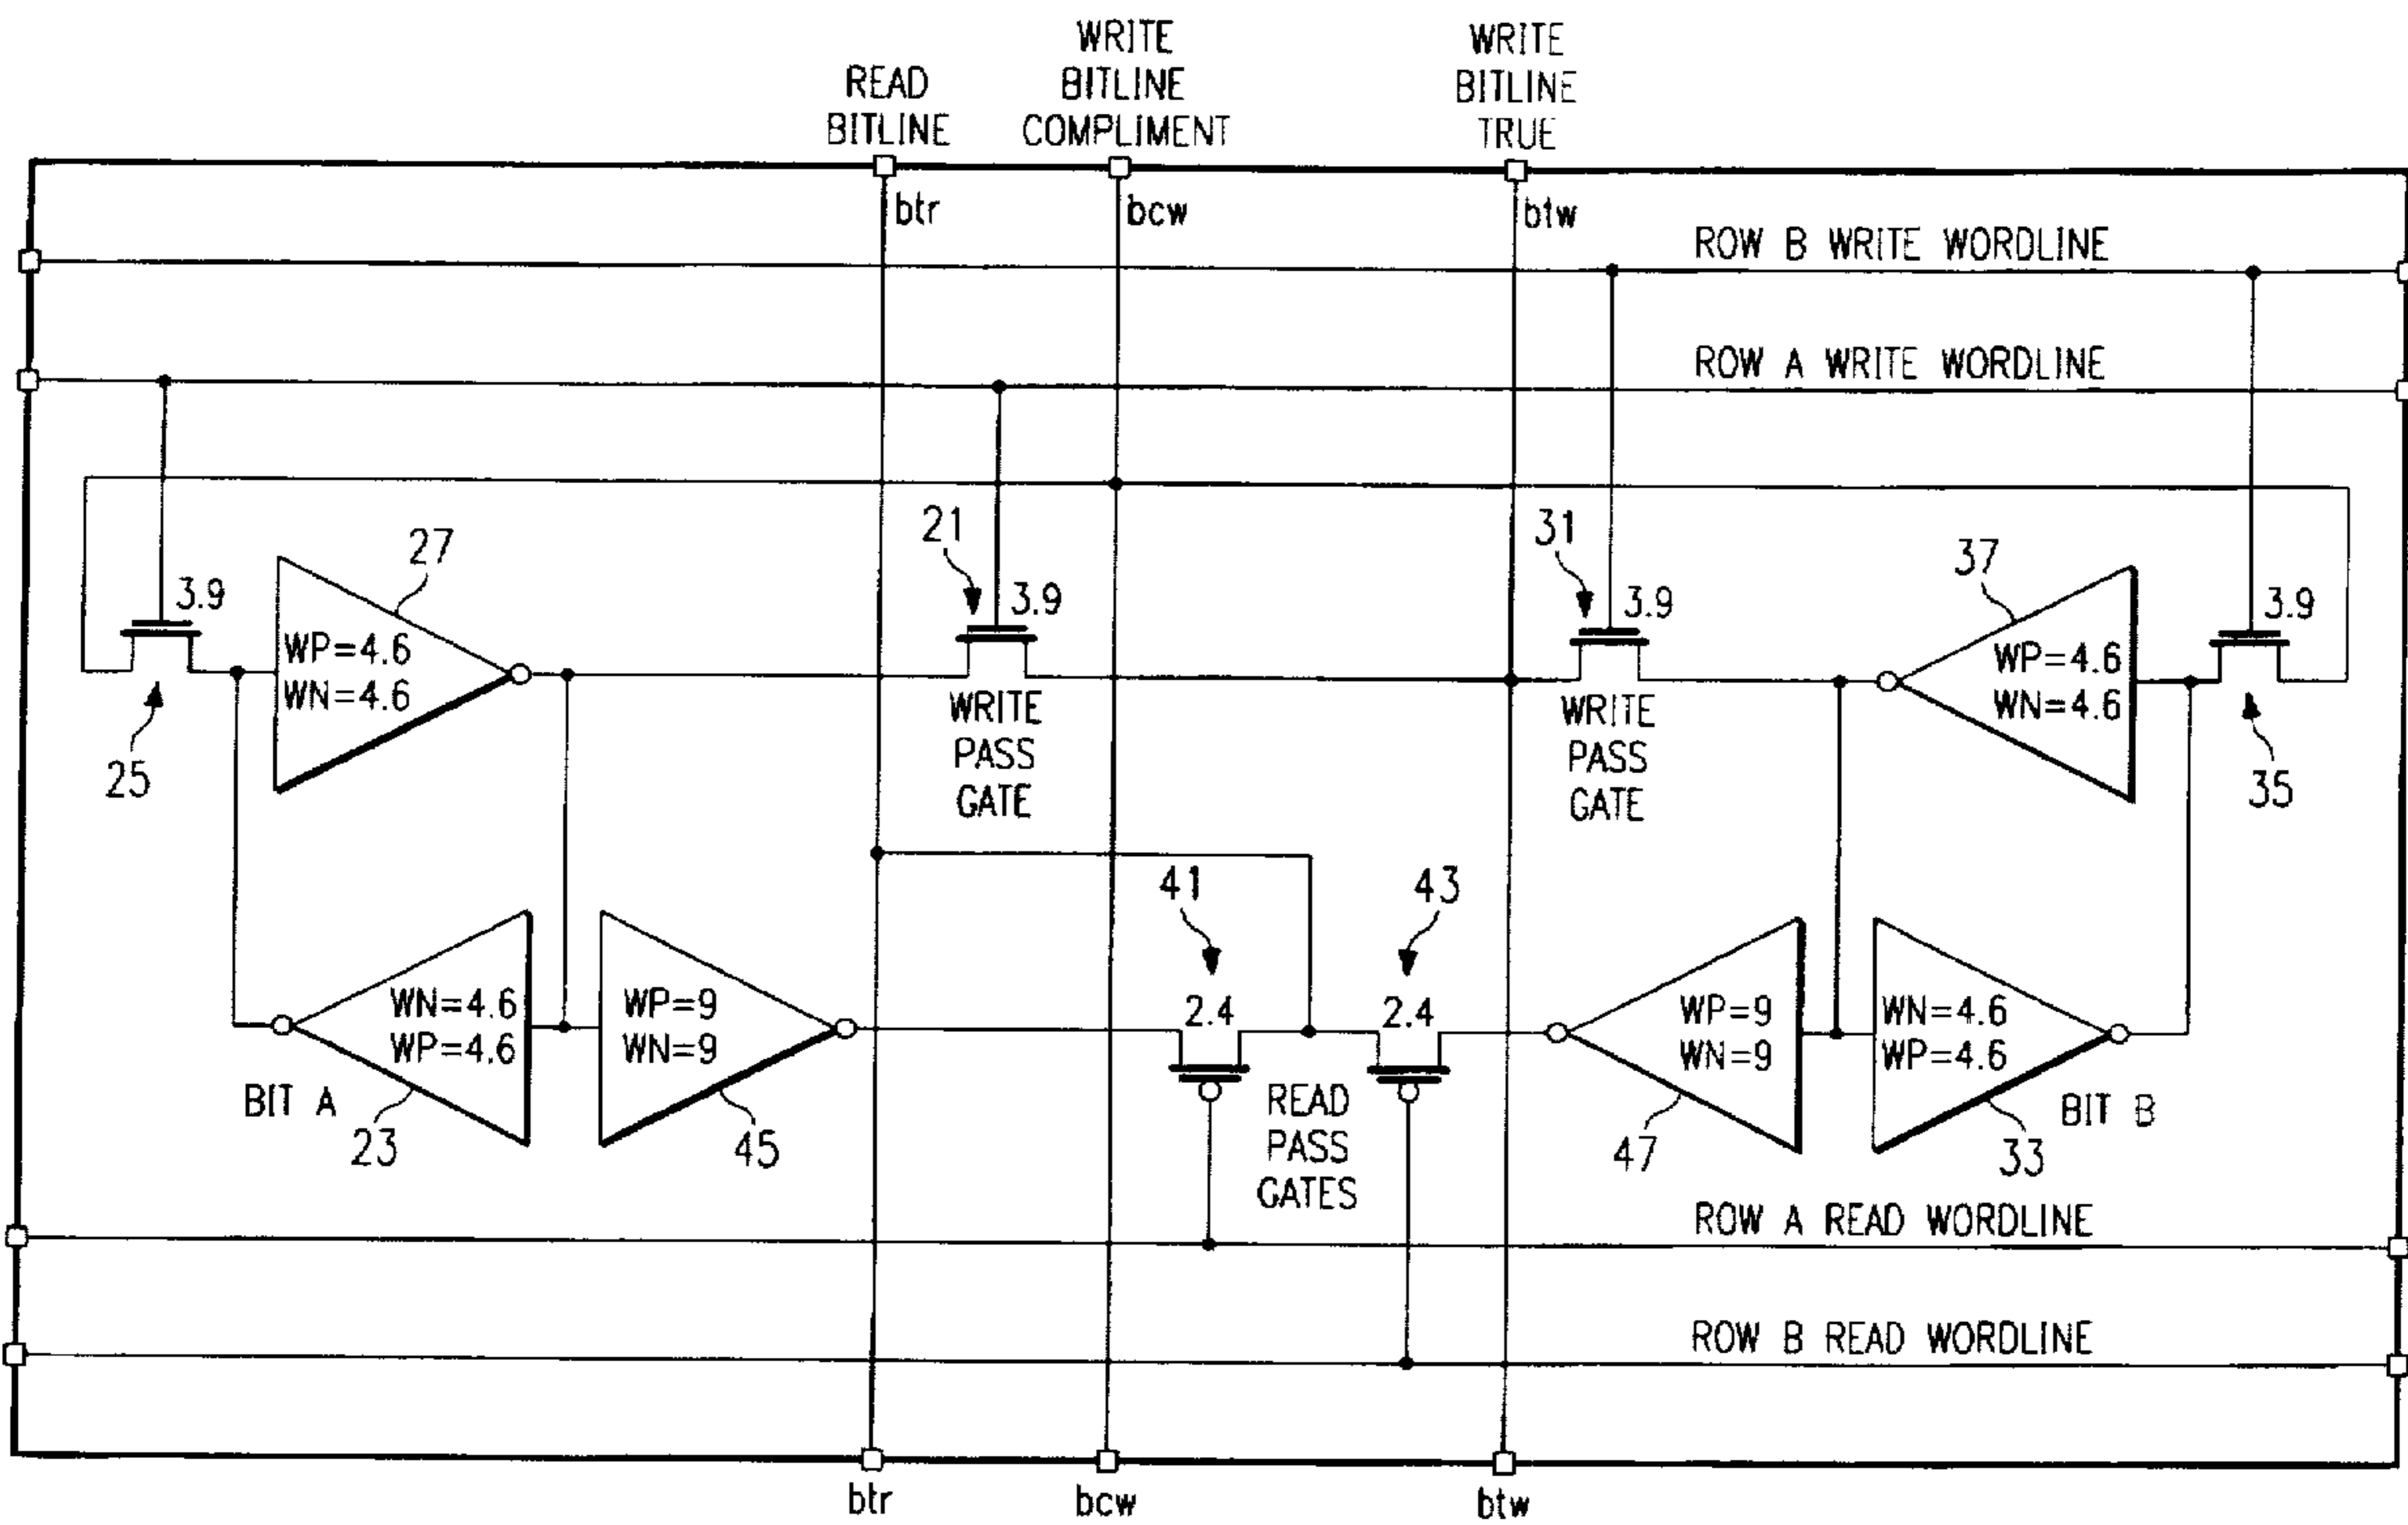 READ
BITLINE
WRITE
BITLINE
COMPLIMENT
WRITE
BITLINE
TRUE
btr
bcw
btw
ROW B WRITE WORDLINE
ROW A WRITE WORDLINE
27
21
31
37
3.9
3.9
3.9
3.9
WP=4.6
WN=4.6
WP=4.6
WN=4.6
25
WRITE
PASS
GATE
WRITE
PASS
GATE
35
41
43
WN=4.6
WP=4.6
WP=9
WN=9
2.4
2.4
WP=9
WN=9
WN=4.6
WP=4.6
BIT A
23
45
READ
PASS
GATES
47
33
BIT B
ROW A READ WORDLINE
ROW B READ WORDLINE
btr
bcw
btw